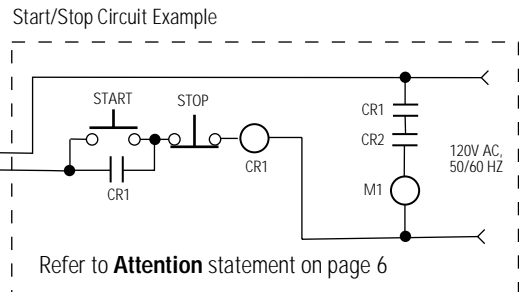 Start/Stop Circuit Example
START
STOP
CR1
CR1
CR1
CR2
M1
120V AC,
50/60 HZ
Refer to Attention statement on page 6